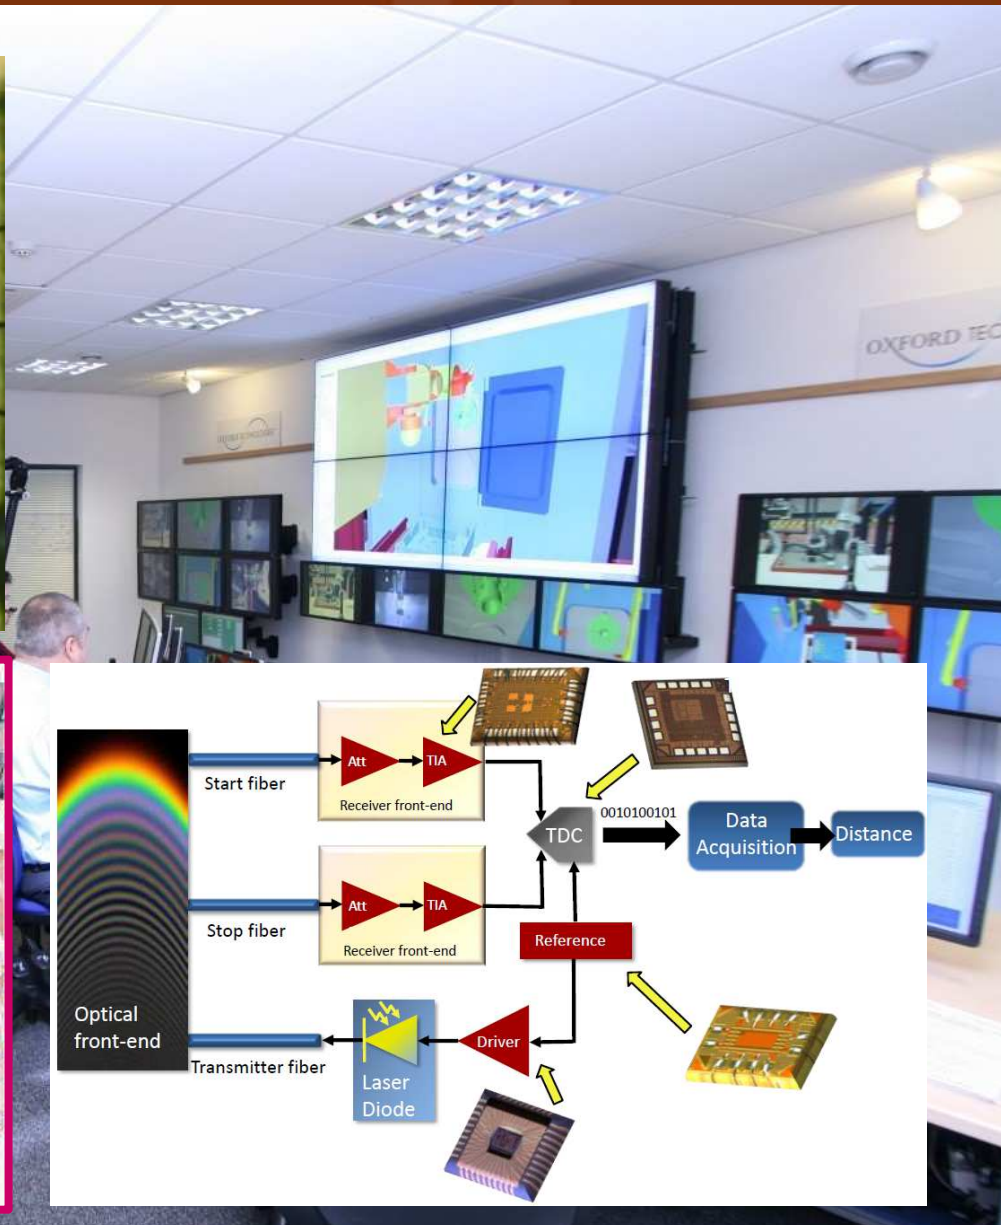 OXFORD TEC
Start fiber
Att
TIA
Receiver front-end
Stop fiber
Att
TIA
Receiver front-end
TDC
0010100101
Data
Acquisition
Distance
Reference
Optical
front-end
Transmitter fiber
Laser
Diode
Driver